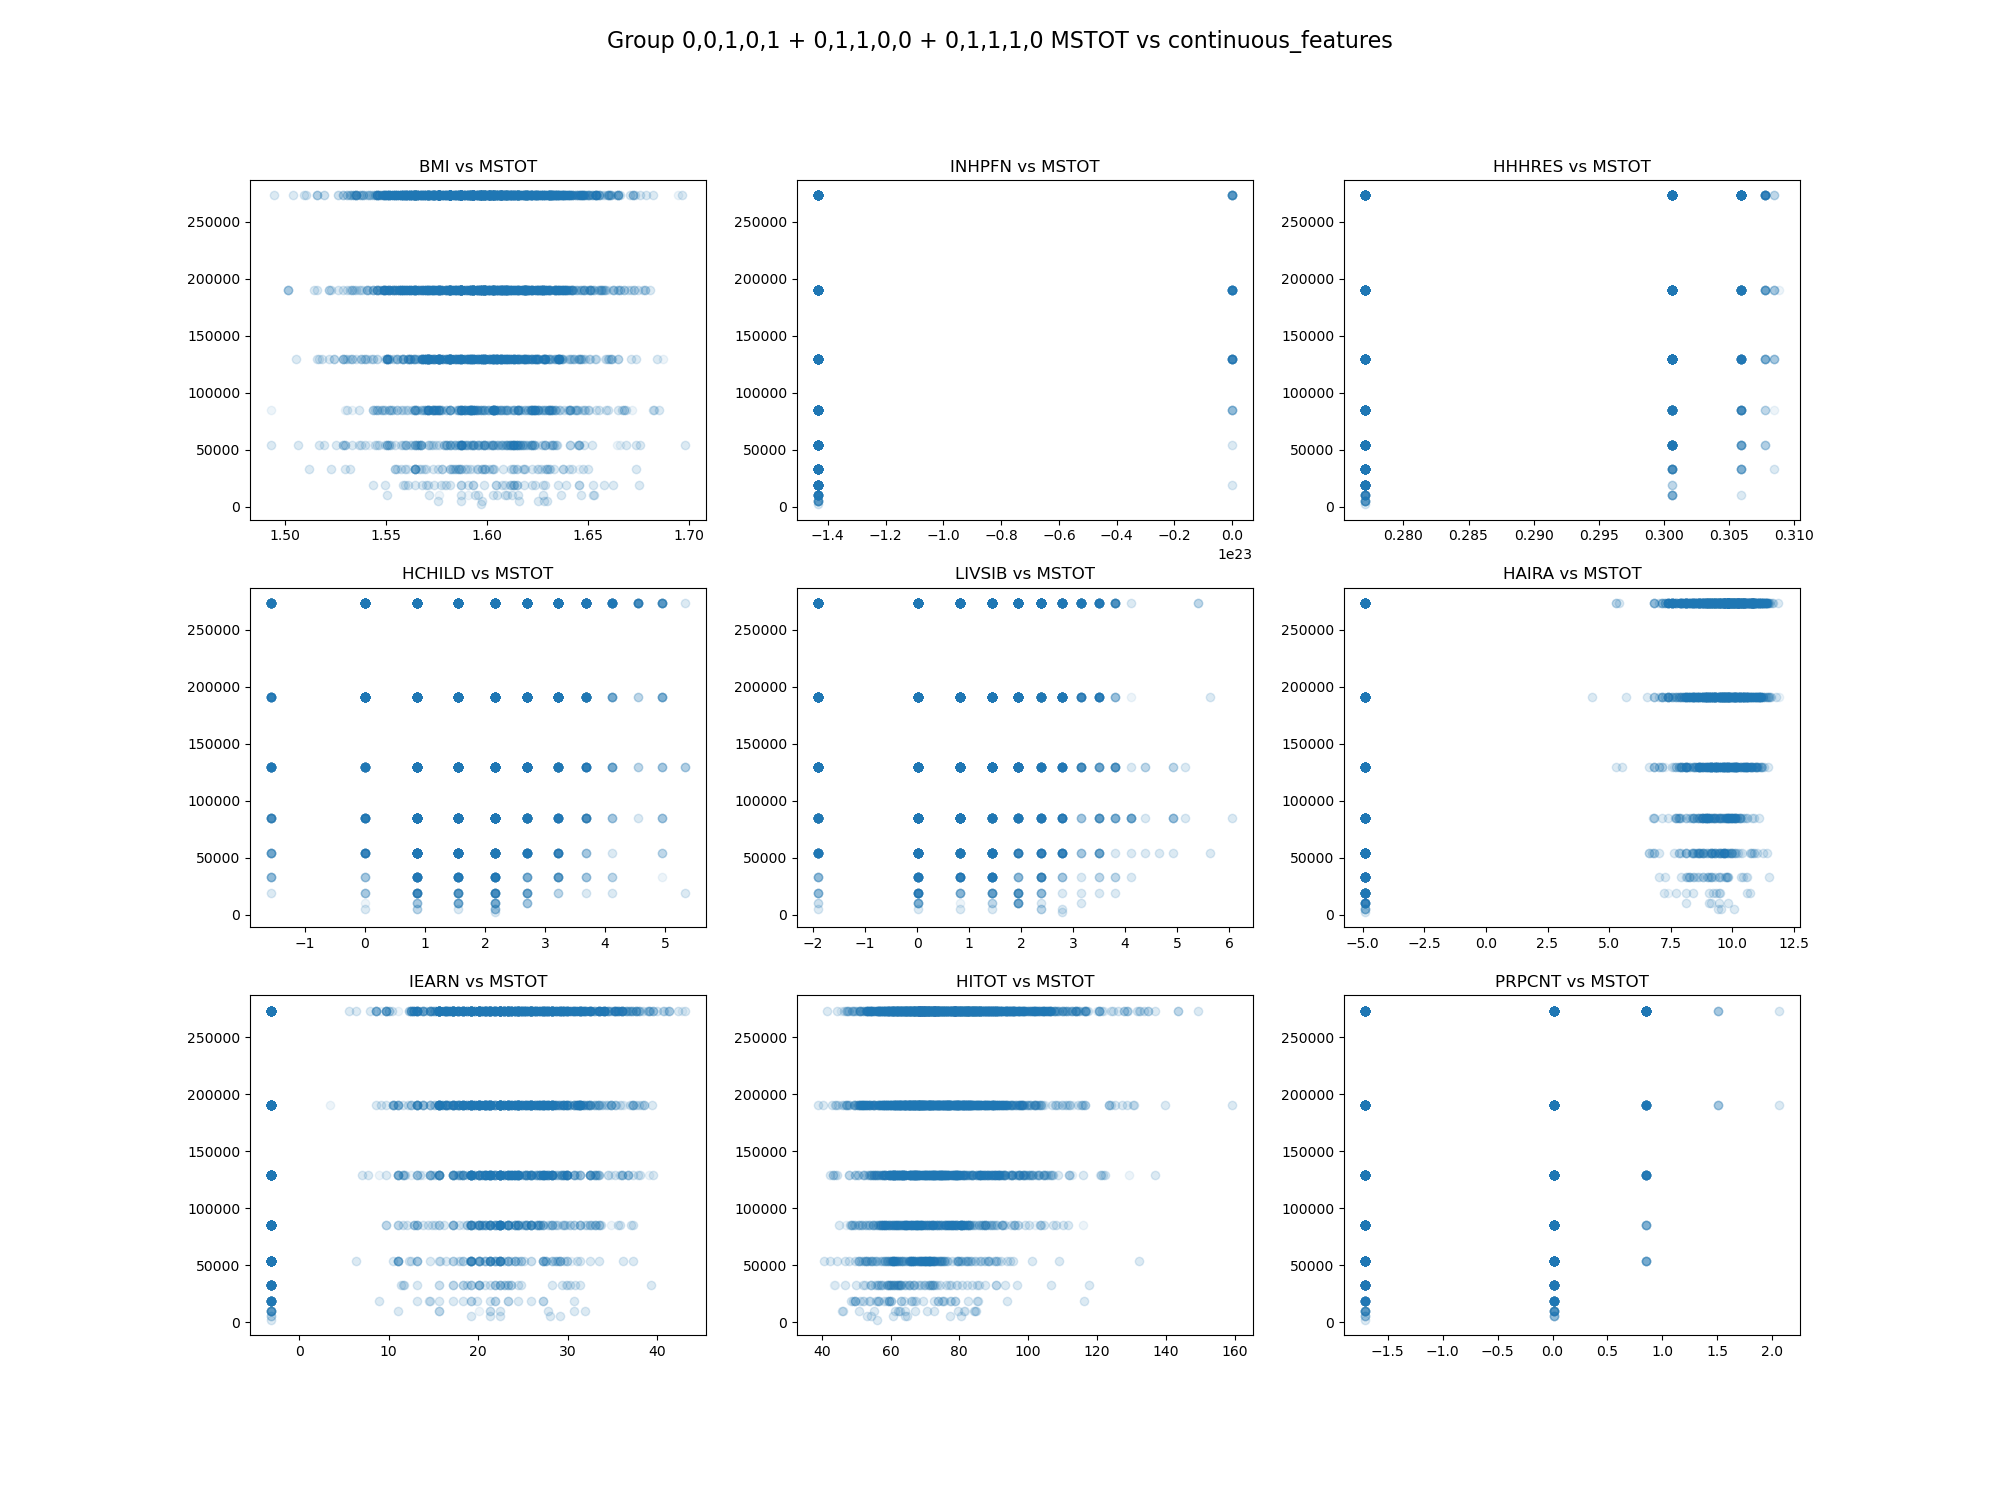 Group 0,0,1,0,1 + 0,1,1,0,0 + 0,1,1,1,0 MSTOT vs continuous_features
BMI vs MSTOT
250000
200000
150000
100000
50000
0
1.50 1.55 1.60 1.65 1.70
INHPFN vs MSTOT
250000
200000
150000
100000
50000
0
−1.4 −1.2 −1.0 −0.8 −0.6 −0.4 −0.2 0.0
1e23
HHHRES vs MSTOT
250000
200000
150000
100000
50000
0
0.280 0.285 0.290 0.295 0.300 0.305 0.310
HCHILD vs MSTOT
250000
200000
150000
100000
50000
0
−1 0 1 2 3 4 5
LIVSIB vs MSTOT
250000
200000
150000
100000
50000
0
−2 −1 0 1 2 3 4 5 6
HAIRA vs MSTOT
250000
200000
150000
100000
50000
0
−5.0 −2.5 0.0 2.5 5.0 7.5 10.0 12.5
IEARN vs MSTOT
250000
200000
150000
100000
50000
0
0 10 20 30 40
HITOT vs MSTOT
250000
200000
150000
100000
50000
0
40 60 80 100 120 140 160
PRPCNT vs MSTOT
250000
200000
150000
100000
50000
0
−1.5 −1.0 −0.5 0.0 0.5 1.0 1.5 2.0